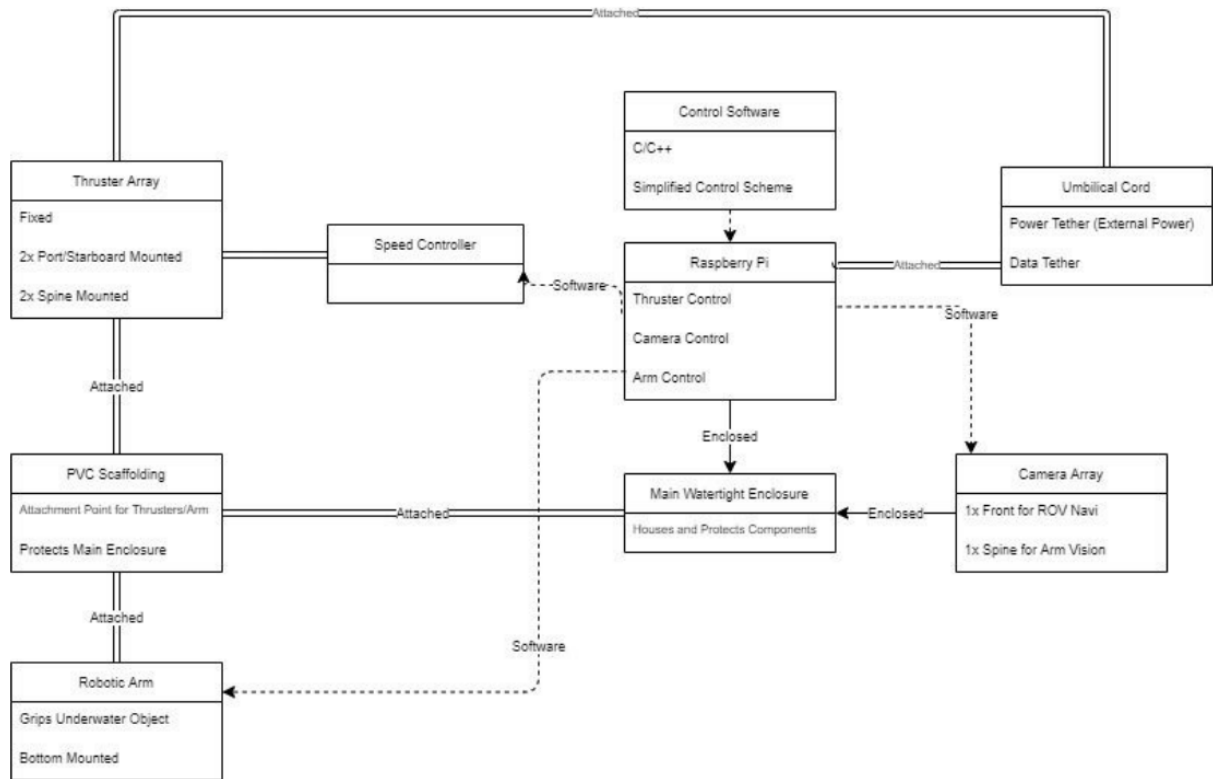 Attached
Control Software
C/C++
Simplified Control Scheme
Thruster Array
Fixed
2x Port/Starboard Mounted
2x Spine Mounted
Speed Controller
Software
Raspberry Pi
Thruster Control
Camera Control
Arm Control
Attached
Umbilical Cord
Power Tether (External Power)
Data Tether
Software
Attached
Enclosed
PVC Scaffolding
Attachment Point for Thrusters/Arm
Protects Main Enclosure
Attached
Main Watertight Enclosure
Houses and Protects Components
Enclosed
Camera Array
1x Front for ROV Navi
1x Spine for Arm Vision
Attached
Software
Robotic Arm
Grips Underwater Object
Bottom Mounted